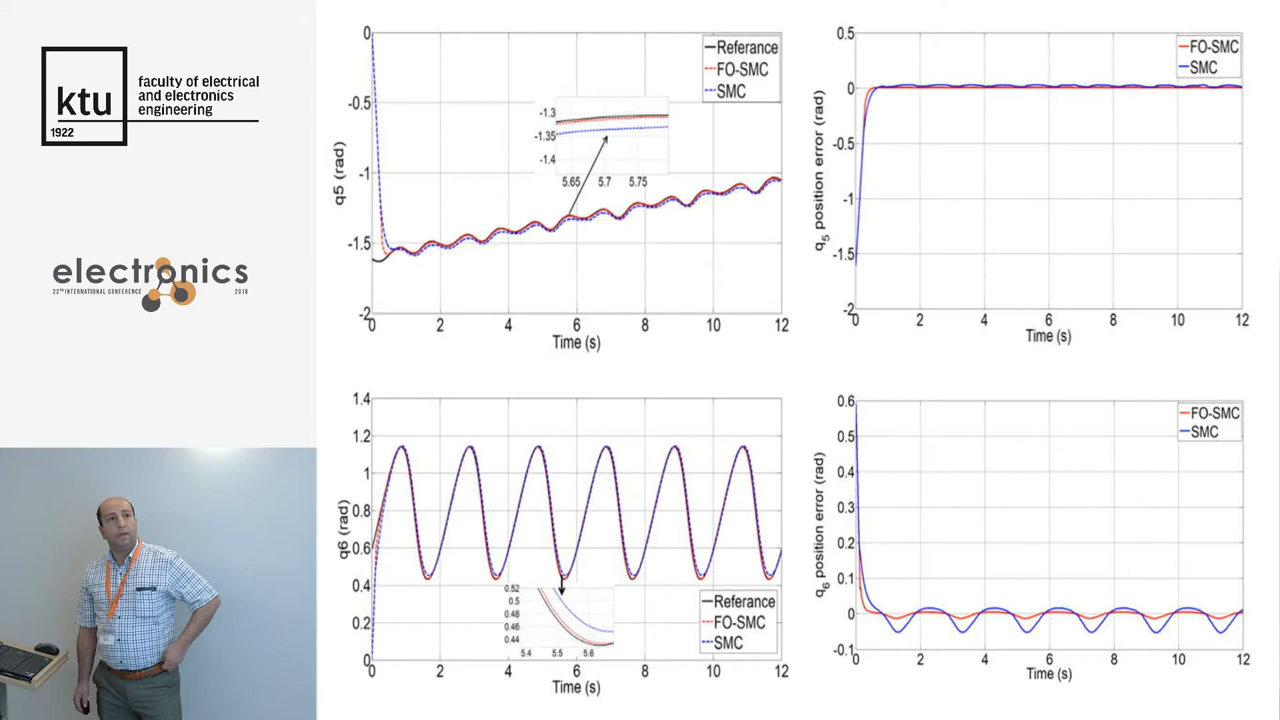 ktu
1922
faculty of electrical
and electronics
engineering
electronics
22TH INTERNATIONAL CONFERENCE 2018
0
-0.5
-1
-1.5
-2
q5 (rad)
Referance
FO-SMC
SMC
-1.3
-1.35
-1.4
5.65 5.7 5.75
0 2 4 6 8 10 12
Time (s)
0.5
0
-0.5
-1
-1.5
-2
q5 position error (rad)
FO-SMC
SMC
0 2 4 6 8 10 12
Time (s)
1.4
1.2
1
0.8
0.6
0.4
0.2
0
q6 (rad)
0.52
0.5
0.48
0.46
0.44
5.4 5.5 5.6
Referance
FO-SMC
SMC
0 2 4 6 8 10 12
Time (s)
0.6
0.5
0.4
0.3
0.2
0.1
0
-0.1
q6 position error (rad)
FO-SMC
SMC
0 2 4 6 8 10 12
Time (s)